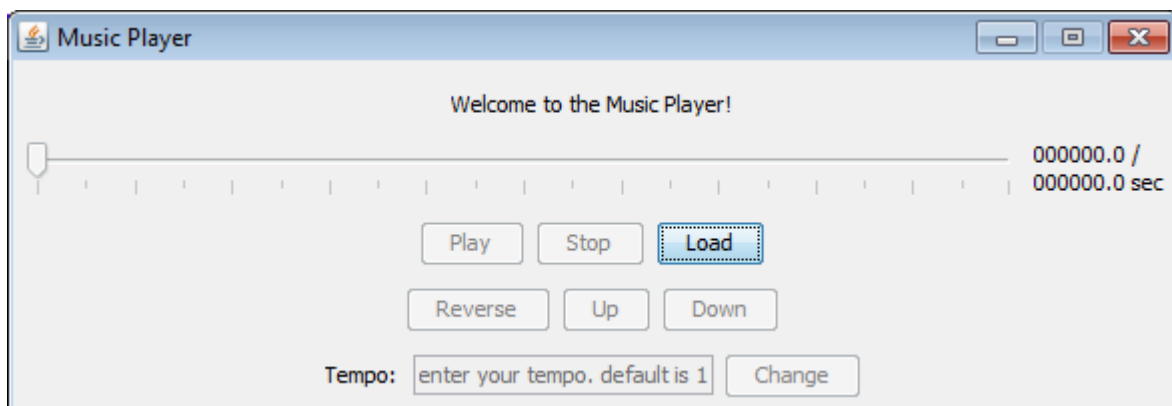 Music Player
Welcome to the Music Player!
000000.0 /
000000.0 sec
Play Stop Load
Reverse Up Down
Tempo: enter your tempo. default is 1 Change